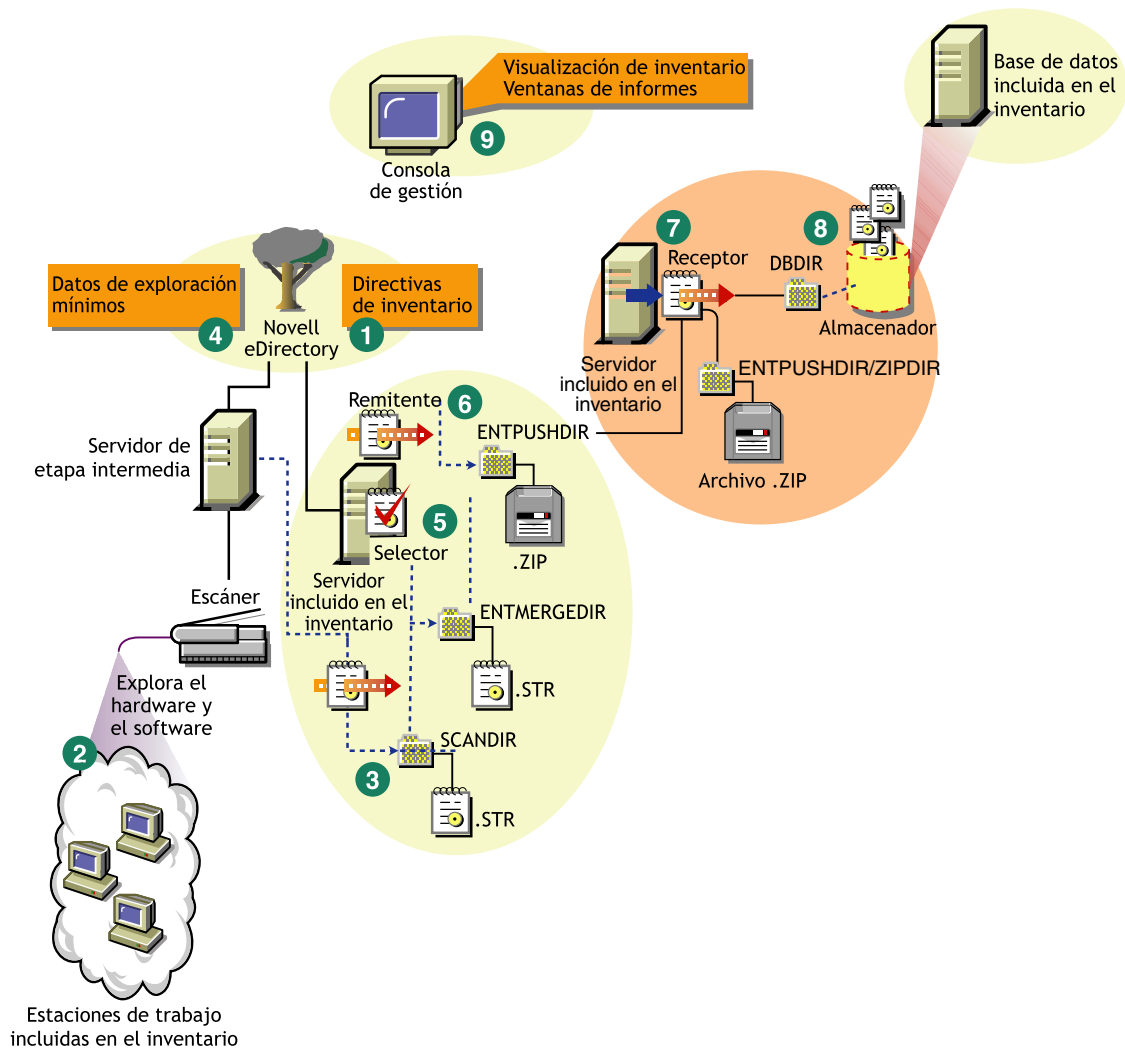 Visualización de inventario
Ventanas de informes
9
Consola
de gestión
Base de datos
incluida en el
inventario
7
Receptor
8
DBDIR
Almacenador
Servidor
incluido en el
inventario
ENTPUSHDIR/ZIPDIR
Archivo .ZIP
Datos de exploración
mínimos
4
Novell
eDirectory
Directivas
de inventario
1
Servidor de
etapa intermedia
Remitente
6
ENTPUSHDIR
.ZIP
5
Selector
Servidor
incluido en el
inventario
ENTMERGEDIR
.STR
SCANDIR
3
.STR
Escáner
Explora el
hardware y
el software
2
Estaciones de trabajo
incluidas en el inventario